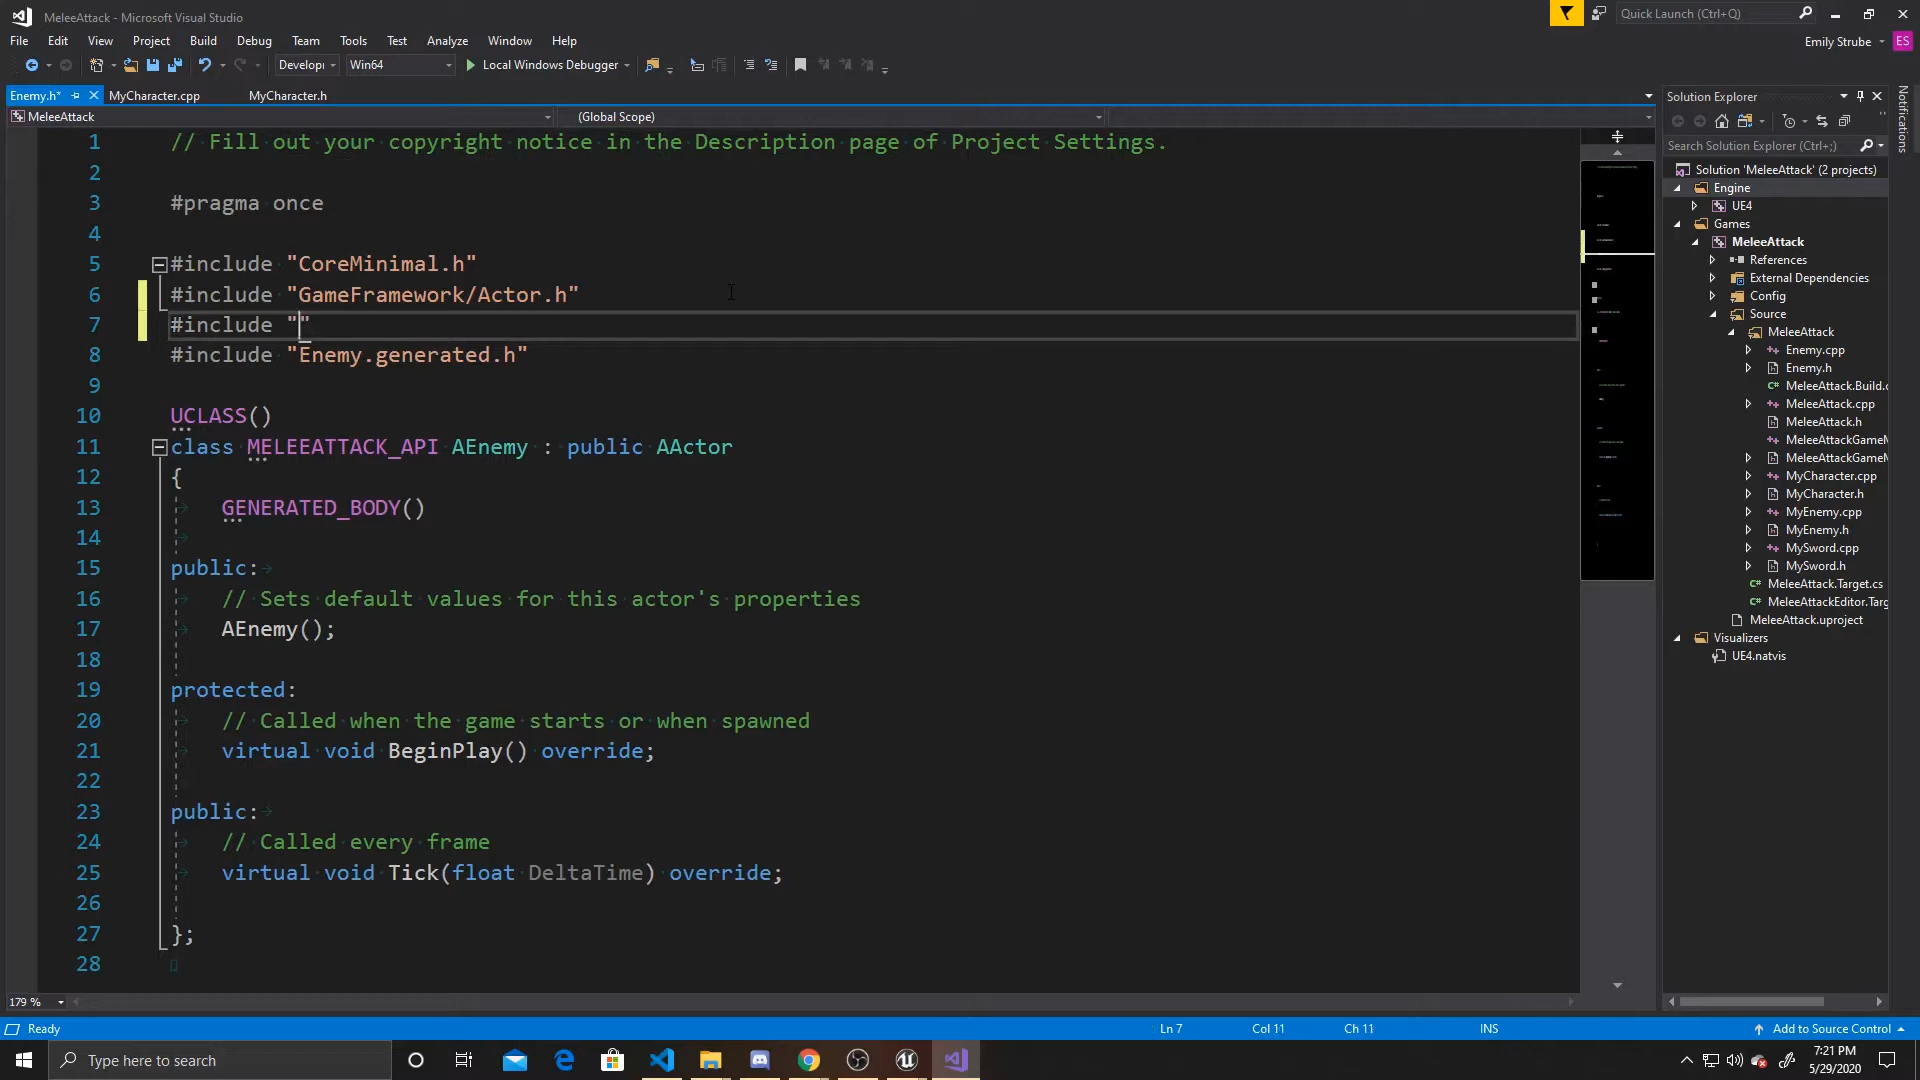 MeleeAttack - Microsoft Visual Studio
Quick Launch (Ctrl+Q)
File Edit View Project Build Debug Team Tools Test Analyze Window Help
Emily Strube ES
Develop Win64 Local Windows Debugger
Enemy.h* MyCharacter.cpp MyCharacter.h
MeleeAttack (Global Scope)
1 // Fill out your copyright notice in the Description page of Project Settings.
2
3 #pragma once
4
5 #include "CoreMinimal.h"
6 #include "GameFramework/Actor.h"
7 #include ""
8 #include "Enemy.generated.h"
9
10 UCLASS()
11 class MELEEATTACK_API AEnemy : public AActor
12 {
13 GENERATED_BODY()
14
15 public:
16 // Sets default values for this actor's properties
17 AEnemy();
18
19 protected:
20 // Called when the game starts or when spawned
21 virtual void BeginPlay() override;
22
23 public:
24 // Called every frame
25 virtual void Tick(float DeltaTime) override;
26
27 };
28
Solution Explorer
Search Solution Explorer (Ctrl+;)
Solution 'MeleeAttack' (2 projects)
Engine
UE4
Games
MeleeAttack
References
External Dependencies
Config
Source
MeleeAttack
Enemy.cpp
Enemy.h
MeleeAttack.Build.c
MeleeAttack.cpp
MeleeAttack.h
MeleeAttackGameM
MeleeAttackGameM
MyCharacter.cpp
MyCharacter.h
MyEnemy.cpp
MyEnemy.h
MySword.cpp
MySword.h
MeleeAttack.Target.cs
MeleeAttackEditor.Targ
MeleeAttack.uproject
Visualizers
UE4.natvis
Notifications
179 %
Ready Ln 7 Col 11 Ch 11 INS Add to Source Control
Type here to search
7:21 PM
5/29/2020